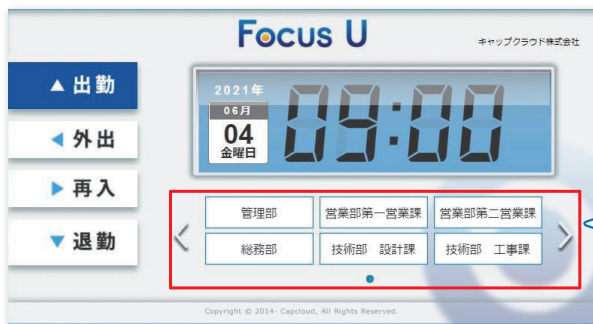 Focus U
キャップクラウド株式会社
▲出勤
◀外出
▶再入
▼退勤
2021年
06月
04
金曜日
09:00
管理部
営業部第一営業課
営業部第二営業課
総務部
技術部 設計課
技術部 工事課
Copyright © 2014- Capcloud, All Rights Reserved.